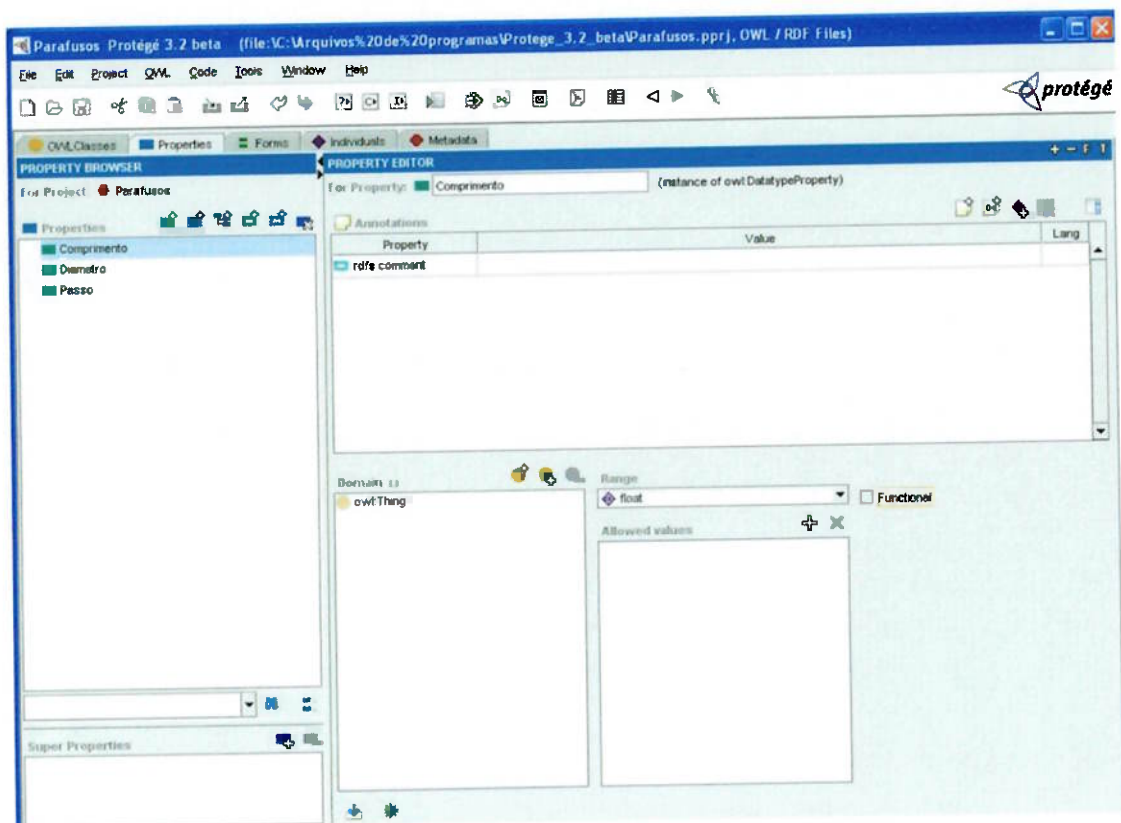 Parafusos Protégé 3.2 beta (file:\C:\Arquivos%20de%20programas\Protege_3.2_beta\Parafusos.pprj, OWL / RDF Files)
File Edit Project OWL Code Tools Window Help
protégé
OWLClasses Properties Forms Individuals Metadata
PROPERTY BROWSER
For Project Parafusos
Properties
Comprimento
Diametro
Passo
Super Properties
PROPERTY EDITOR
For Property: Comprimento (instance of owl:DatatypeProperty)
Annotations
Property Value Lang
rdfs:comment
Domain
owl:Thing
Range
float
Functional
Allowed values